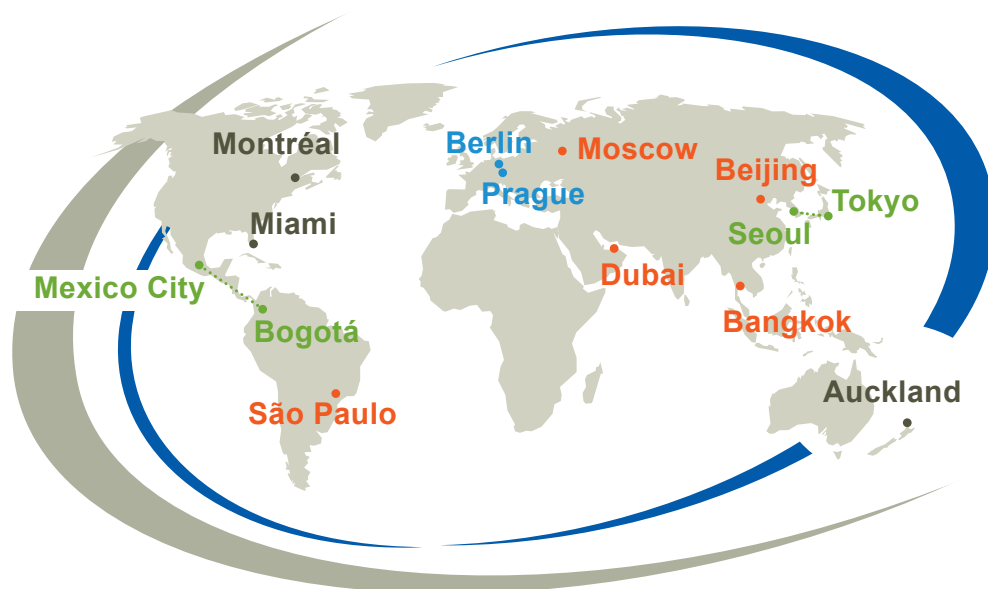 Montréal
Berlin
Moscow
Beijing
Prague
Tokyo
Miami
Seoul
Dubai
Mexico City
Bangkok
Bogotá
Auckland
São Paulo